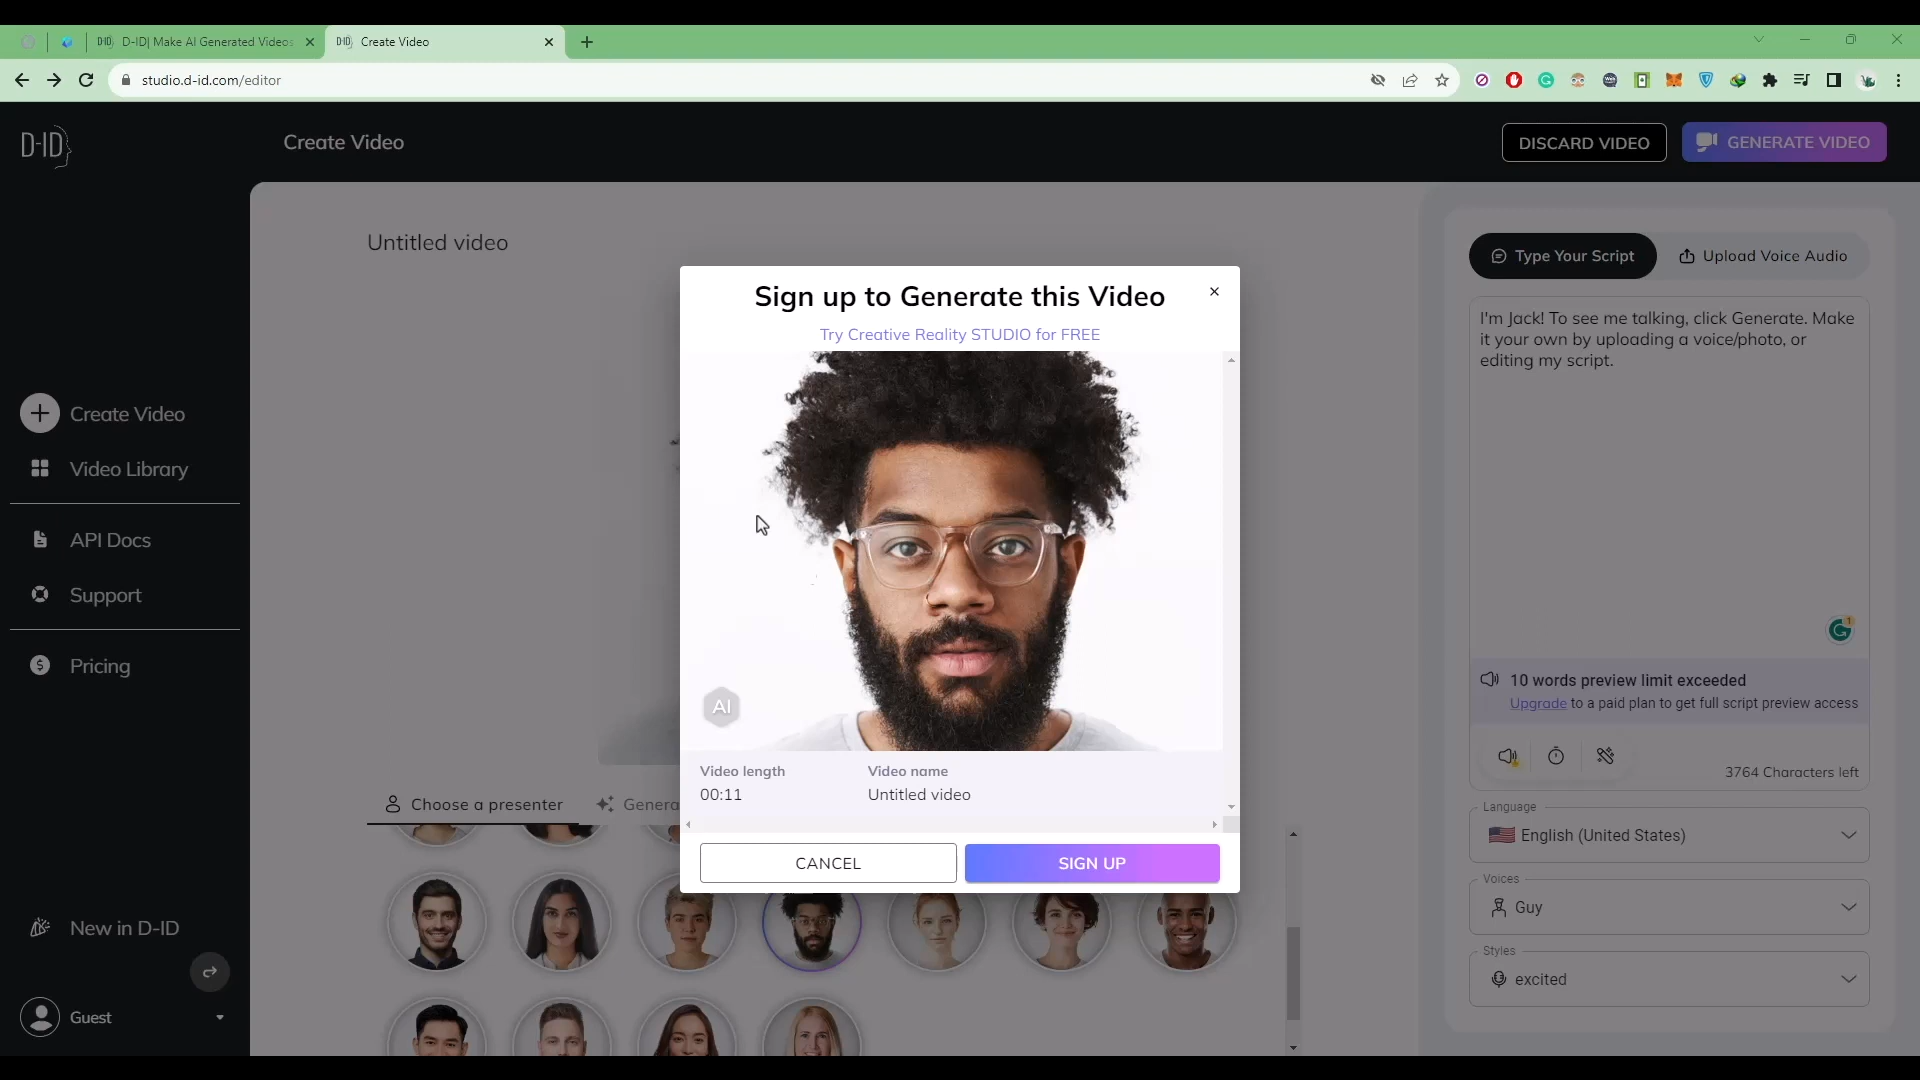 D-ID| Make AI Generated Videos
Create Video
studio.d-id.com/editor
D-ID
Create Video
DISCARD VIDEO
GENERATE VIDEO
Untitled video
Type Your Script
Upload Voice Audio
Sign up to Generate this Video
Try Creative Reality STUDIO for FREE
I'm Jack! To see me talking, click Generate. Make
it your own by uploading a voice/photo, or
editing my script.
Create Video
Video Library
API Docs
Support
Pricing
10 words preview limit exceeded
Upgrade to a paid plan to get full script preview access
AI
3764 Characters left
Video length
Video name
00:11
Untitled video
Choose a presenter
Genera
Language
English (United States)
CANCEL
SIGN UP
Voices
Guy
Styles
excited
New in D-ID
Guest